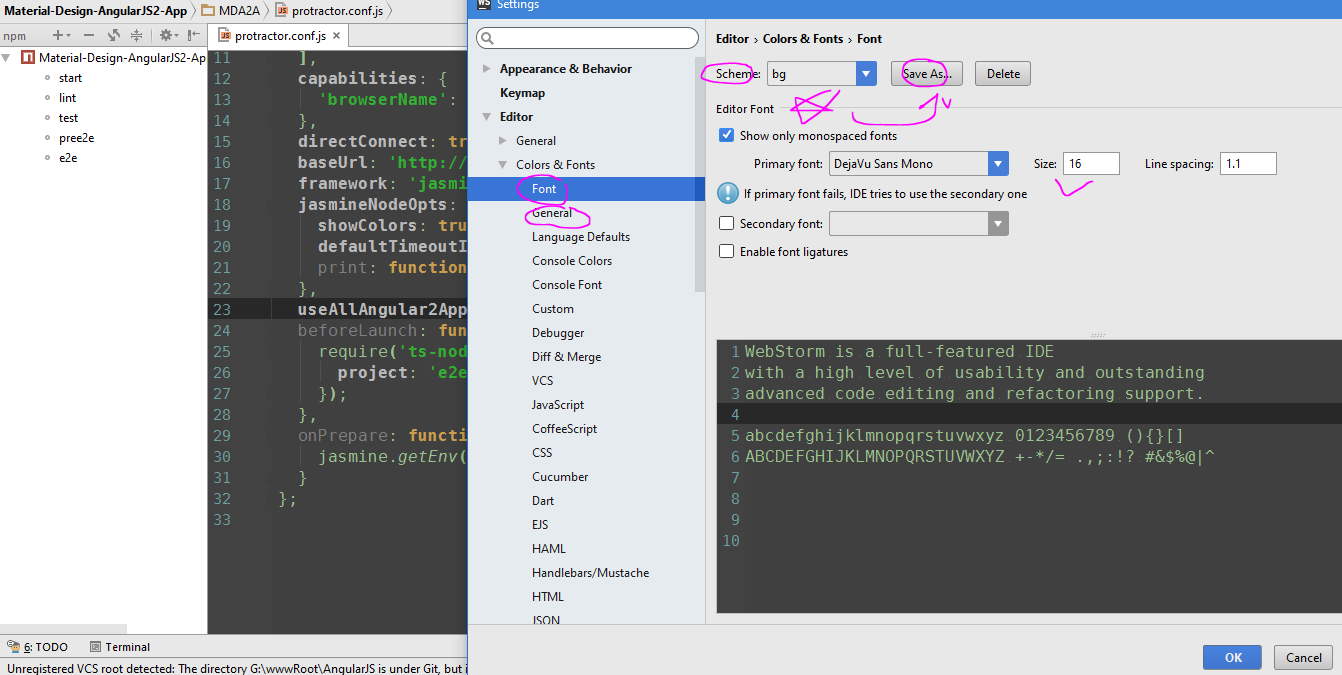 Material-Design-AngularJS2-App MDA2A protractor.conf.js
npm
protractor.conf.js
Material-Design-AngularJS2-Ap
start
lint
test
pree2e
e2e
11 ],
12 capabilities: {
13 'browserName':
14 },
15 directConnect: tr
16 baseUrl: 'http://
17 framework: 'jasmi
18 jasmineNodeOpts:
19 showColors: tru
20 defaultTimeoutI
21 print: function
22 },
23 useAllAngular2App
24 beforeLaunch: fun
25 require('ts-nod
26 project: 'e2e
27 });
28 },
29 onPrepare: functi
30 jasmine.getEnv(
31 }
32 };
33
6: TODO Terminal
Unregistered VCS root detected: The directory G:\wwwRoot\AngularJS is under Git, but i
WS Settings
Appearance & Behavior
Keymap
Editor
General
Colors & Fonts
Font
General
Language Defaults
Console Colors
Console Font
Custom
Debugger
Diff & Merge
VCS
JavaScript
CoffeeScript
CSS
Cucumber
Dart
EJS
HAML
Handlebars/Mustache
HTML
JSON
Editor › Colors & Fonts › Font
Scheme: bg Save As... Delete
Editor Font
Show only monospaced fonts
Primary font: DejaVu Sans Mono Size: 16 Line spacing: 1.1
If primary font fails, IDE tries to use the secondary one
Secondary font:
Enable font ligatures
1 WebStorm is a full-featured IDE
2 with a high level of usability and outstanding
3 advanced code editing and refactoring support.
4
5 abcdefghijklmnopqrstuvwxyz 0123456789 (){}[]
6 ABCDEFGHIJKLMNOPQRSTUVWXYZ +-*/= .,;:!? #&$%@|^
7
8
9
10
OK Cancel